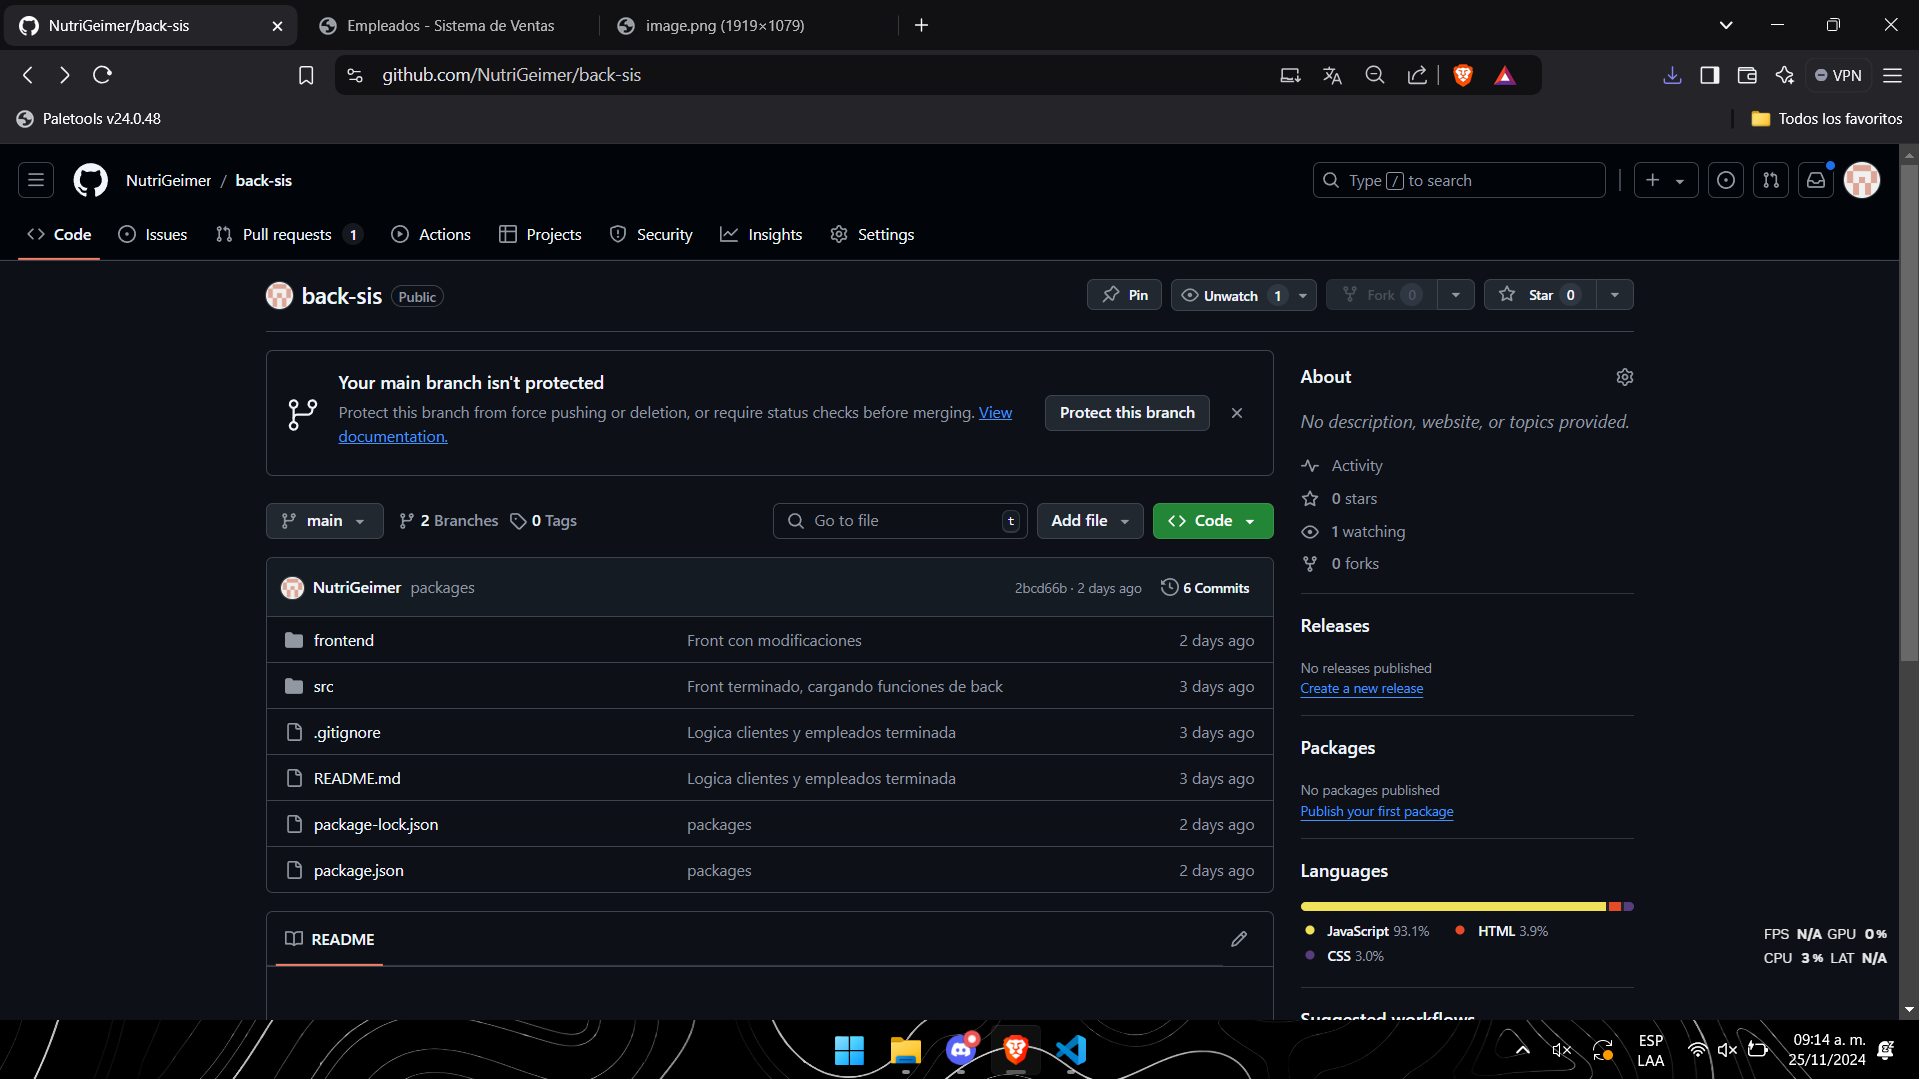 NutriGeimer/back-sis
Empleados - Sistema de Ventas
image.png (1919×1079)
github.com/NutriGeimer/back-sis
VPN
Paletools v24.0.48
Todos los favoritos
NutriGeimer / back-sis
Type / to search
Code
Issues
Pull requests 1
Actions
Projects
Security
Insights
Settings
back-sis Public
Pin
Unwatch 1
Fork 0
Star 0
Your main branch isn't protected
Protect this branch from force pushing or deletion, or require status checks before merging. View
documentation.
Protect this branch
main
2 Branches
0 Tags
Go to file t
Add file
Code
NutriGeimer packages 2bcd66b · 2 days ago 6 Commits
frontend Front con modificaciones 2 days ago
src Front terminado, cargando funciones de back 3 days ago
.gitignore Logica clientes y empleados terminada 3 days ago
README.md Logica clientes y empleados terminada 3 days ago
package-lock.json packages 2 days ago
package.json packages 2 days ago
README
About
No description, website, or topics provided.
Activity
0 stars
1 watching
0 forks
Releases
No releases published
Create a new release
Packages
No packages published
Publish your first package
Languages
JavaScript 93.1% HTML 3.9%
CSS 3.0%
Suggested workflows
FPS N/A GPU 0%
CPU 3% LAT N/A
ESP
LAA
09:14 a. m.
25/11/2024